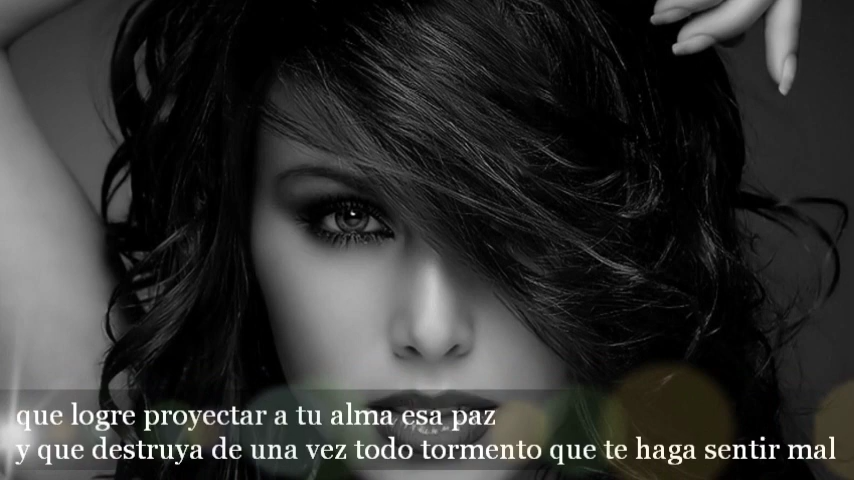 que logre proyectar a tu alma esa paz
y que destruya de una vez todo tormento que te haga sentir mal